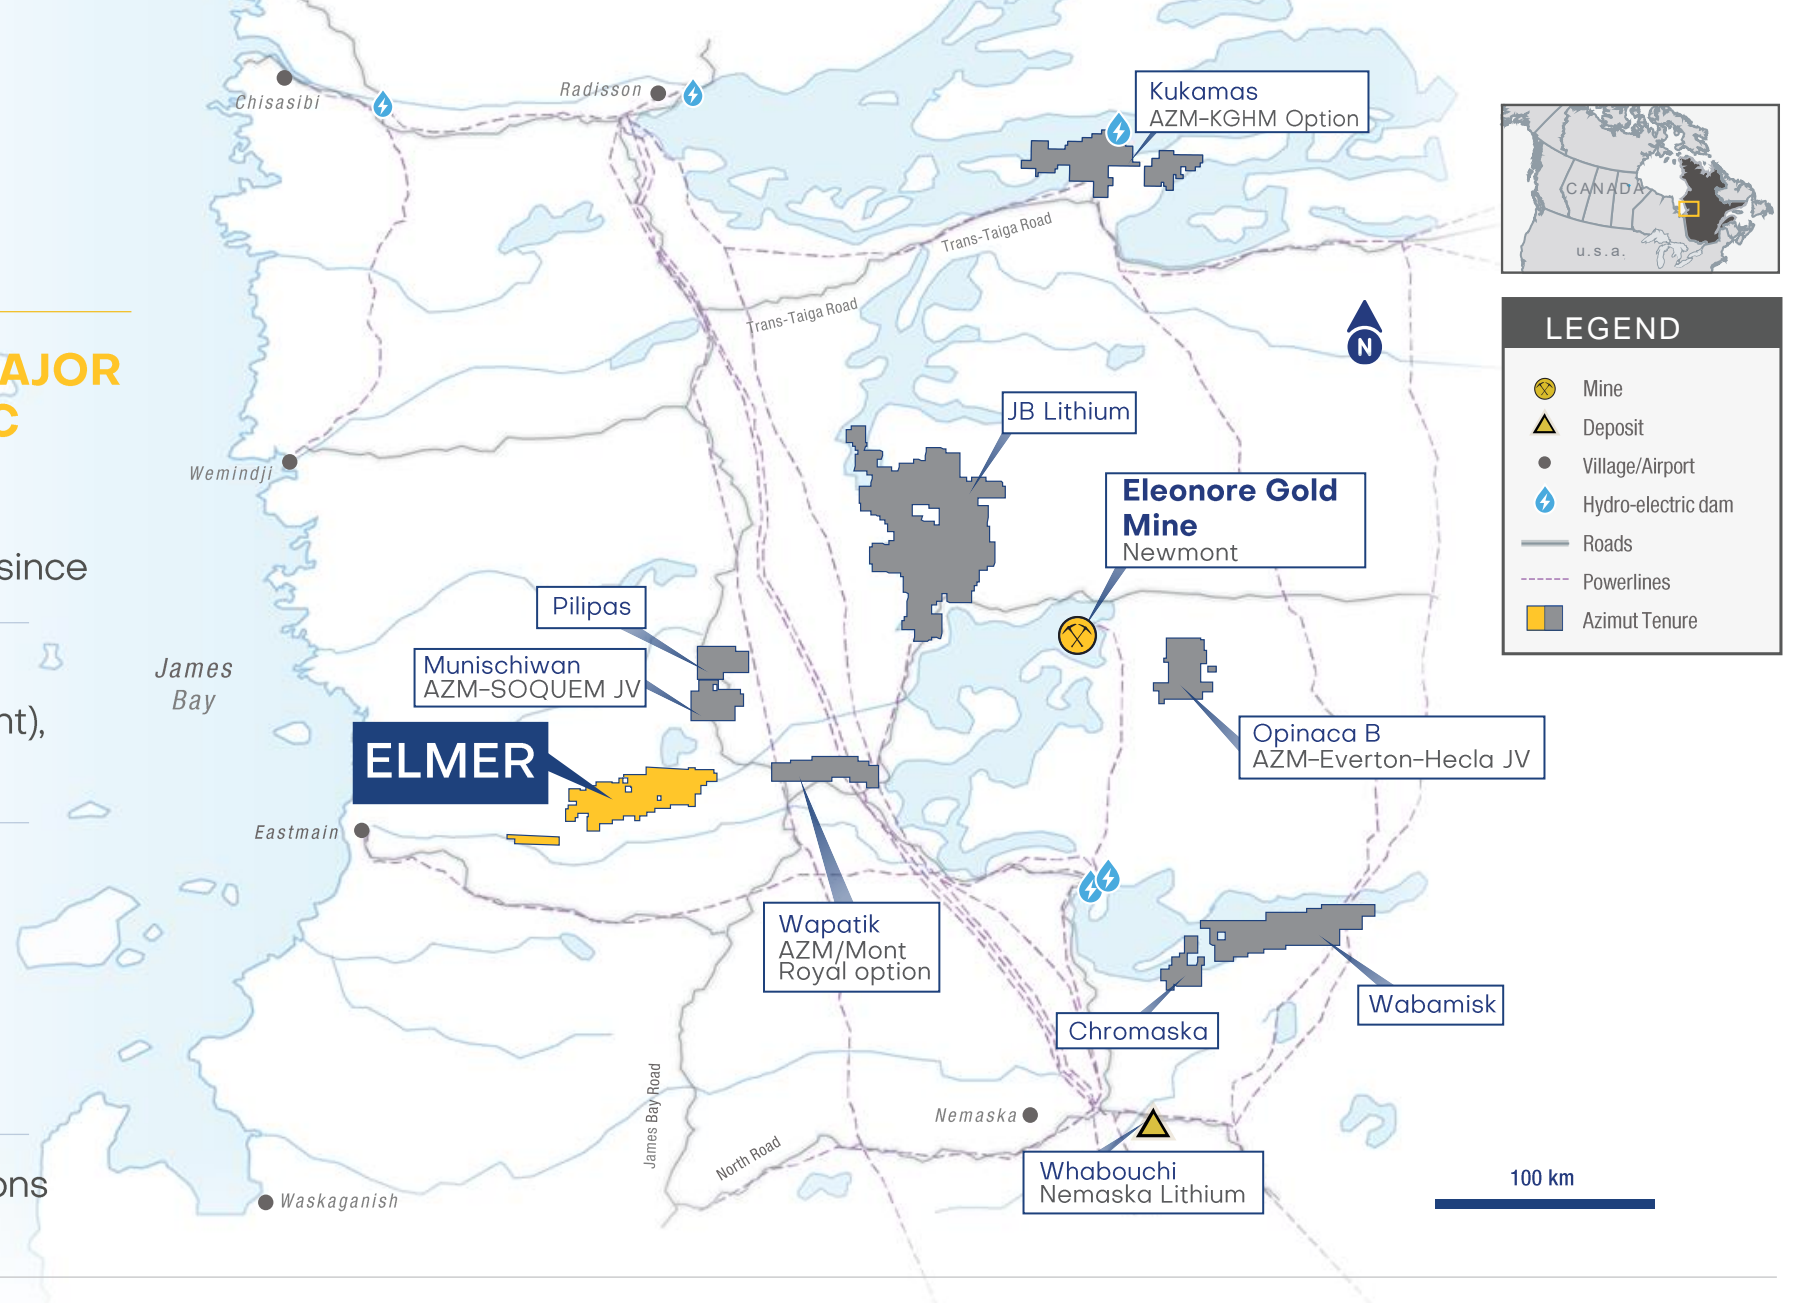 Chisasibi
Radisson
Kukamas
AZM-KGHM Option
CANADA
u.s.a.
Trans-Taiga Road
Trans-Taiga Road
N
AJOR
C
LEGEND
Mine
Deposit
Village/Airport
Hydro-electric dam
Roads
Powerlines
Azimut Tenure
JB Lithium
Wemindji
Eleonore Gold
Mine
Newmont
since
Pilipas
Munischiwan
AZM-SOQUEM JV
James
Bay
nt),
ELMER
Opinaca B
AZM-Everton-Hecla JV
Eastmain
Wapatik
AZM/Mont
Royal option
Wabamisk
Chromaska
James Bay Road
Nemaska
North Road
Whabouchi
Nemaska Lithium
ons
Waskaganish
100 km